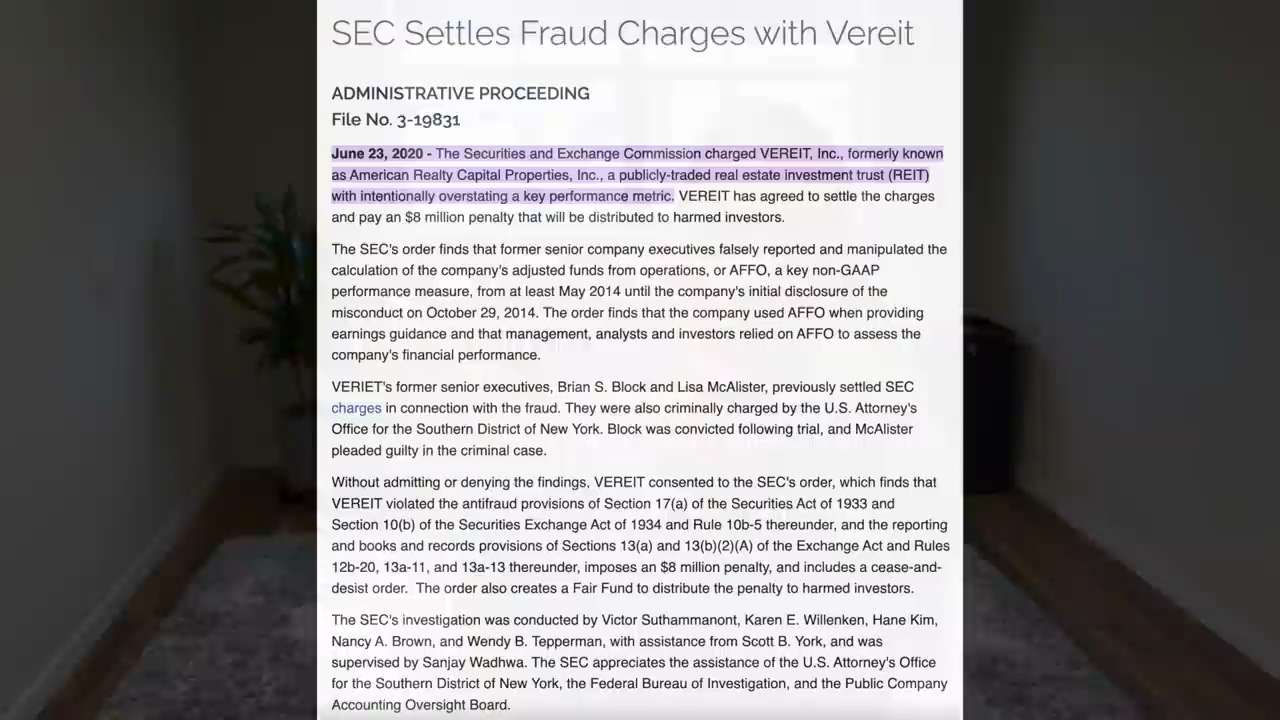 SEC Settles Fraud Charges with Vereit
ADMINISTRATIVE PROCEEDING
File No. 3-19831
June 23, 2020 - The Securities and Exchange Commission charged VEREIT, Inc., formerly known
as American Realty Capital Properties, Inc., a publicly-traded real estate investment trust (REIT)
with intentionally overstating a key performance metric. VEREIT has agreed to settle the charges
and pay an $8 million penalty that will be distributed to harmed investors.
The SEC's order finds that former senior company executives falsely reported and manipulated the
calculation of the company's adjusted funds from operations, or AFFO, a key non-GAAP
performance measure, from at least May 2014 until the company's initial disclosure of the
misconduct on October 29, 2014. The order finds that the company used AFFO when providing
earnings guidance and that management, analysts and investors relied on AFFO to assess the
company's financial performance.
VERIET's former senior executives, Brian S. Block and Lisa McAlister, previously settled SEC
charges in connection with the fraud. They were also criminally charged by the U.S. Attorney's
Office for the Southern District of New York. Block was convicted following trial, and McAlister
pleaded guilty in the criminal case.
Without admitting or denying the findings, VEREIT consented to the SEC's order, which finds that
VEREIT violated the antifraud provisions of Section 17(a) of the Securities Act of 1933 and
Section 10(b) of the Securities Exchange Act of 1934 and Rule 10b-5 thereunder, and the reporting
and books and records provisions of Sections 13(a) and 13(b)(2)(A) of the Exchange Act and Rules
12b-20, 13a-11, and 13a-13 thereunder, imposes an $8 million penalty, and includes a cease-and-
desist order. The order also creates a Fair Fund to distribute the penalty to harmed investors.
The SEC's investigation was conducted by Victor Suthammanont, Karen E. Willenken, Hane Kim,
Nancy A. Brown, and Wendy B. Tepperman, with assistance from Scott B. York, and was
supervised by Sanjay Wadhwa. The SEC appreciates the assistance of the U.S. Attorney's Office
for the Southern District of New York, the Federal Bureau of Investigation, and the Public Company
Accounting Oversight Board.